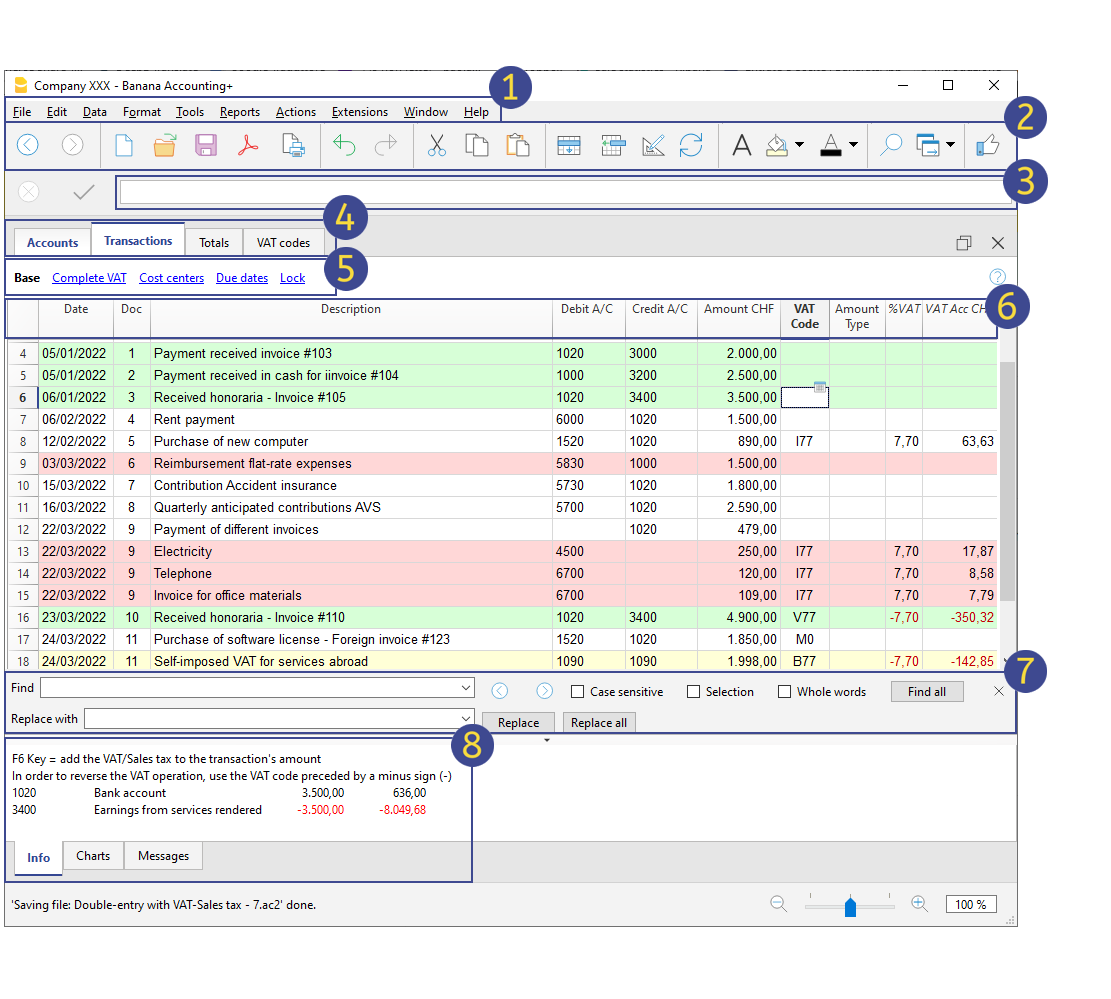 Company XXX - Banana Accounting+
1
File Edit Data Format Tools Reports Actions Extensions Window Help
2
3
4
Accounts Transactions Totals VAT codes
5
Base Complete VAT Cost centers Due dates Lock
6
Date Doc Description Debit A/C Credit A/C Amount CHF VAT Code Amount Type %VAT VAT Acc CH
4 05/01/2022 1 Payment received invoice #103 1020 3000 2.000,00
5 05/01/2022 2 Payment received in cash for iinvoice #104 1000 3200 2.500,00
6 06/01/2022 3 Received honoraria - Invoice #105 1020 3400 3.500,00
7 06/02/2022 4 Rent payment 6000 1020 1.500,00
8 12/02/2022 5 Purchase of new computer 1520 1020 890,00 I77 7,70 63,63
9 03/03/2022 6 Reimbursement flat-rate expenses 5830 1000 1.500,00
10 15/03/2022 7 Contribution Accident insurance 5730 1020 1.800,00
11 16/03/2022 8 Quarterly anticipated contributions AVS 5700 1020 2.590,00
12 22/03/2022 9 Payment of different invoices 1020 479,00
13 22/03/2022 9 Electricity 4500 250,00 I77 7,70 17,87
14 22/03/2022 9 Telephone 6700 120,00 I77 7,70 8,58
15 22/03/2022 9 Invoice for office materials 6700 109,00 I77 7,70 7,79
16 23/03/2022 10 Received honoraria - Invoice #110 1020 3400 4.900,00 V77 -7,70 -350,32
17 24/03/2022 11 Purchase of software license - Foreign invoice #123 1520 1020 1.850,00 M0
18 24/03/2022 11 Self-imposed VAT for services abroad 1090 1090 1.998,00 B77 -7,70 -142,85
7
Find Case sensitive Selection Whole words Find all
Replace with Replace Replace all
8
F6 Key = add the VAT/Sales tax to the transaction's amount
In order to reverse the VAT operation, use the VAT code preceded by a minus sign (-)
1020 Bank account 3.500,00 636,00
3400 Earnings from services rendered -3.500,00 -8.049,68
Info Charts Messages
'Saving file: Double-entry with VAT-Sales tax - 7.ac2' done.
100 %